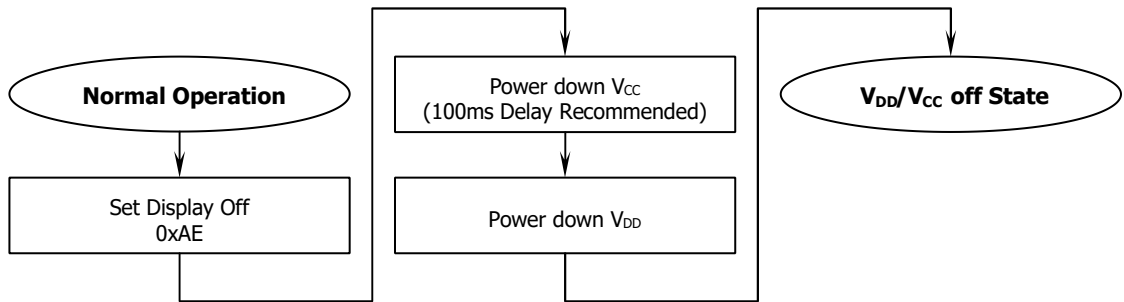 Normal Operation
Set Display Off
0xAE
Power down VCC
(100ms Delay Recommended)
Power down VDD
VDD/VCC off State